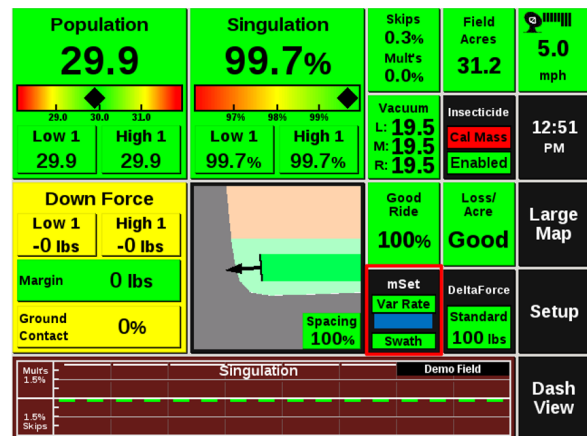 Population
29.9
29.0 30.0 31.0
Low 1 High 1
29.9 29.9
Singulation
99.7%
97% 98% 99%
Low 1 High 1
99.7% 99.7%
Skips
0.3%
Mult's
0.0%
Field
Acres
31.2
5.0
mph
Vacuum
L: 19.5
M: 19.5
R: 19.5
Insecticide
Cal Mass
Enabled
12:51
PM
Down Force
Low 1 High 1
-0 lbs -0 lbs
Margin 0 lbs
Ground
Contact 0%
Spacing
100%
Good
Ride
100%
Loss/
Acre
Good
Large
Map
mSet
Var Rate
Swath
DeltaForce
Standard
100 lbs
Setup
Mult's
1.5%
1.5%
Skips
Singulation
Demo Field
Dash
View